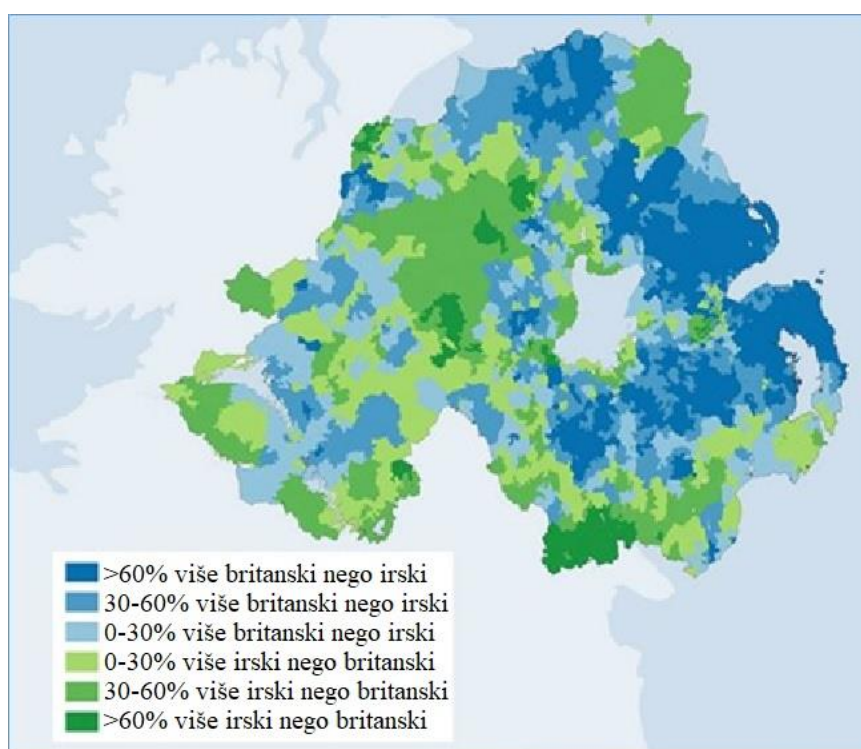 >60% više britanski nego irski
30-60% više britanski nego irski
0-30% više britanski nego irski
0-30% više irski nego britanski
30-60% više irski nego britanski
>60% više irski nego britanski